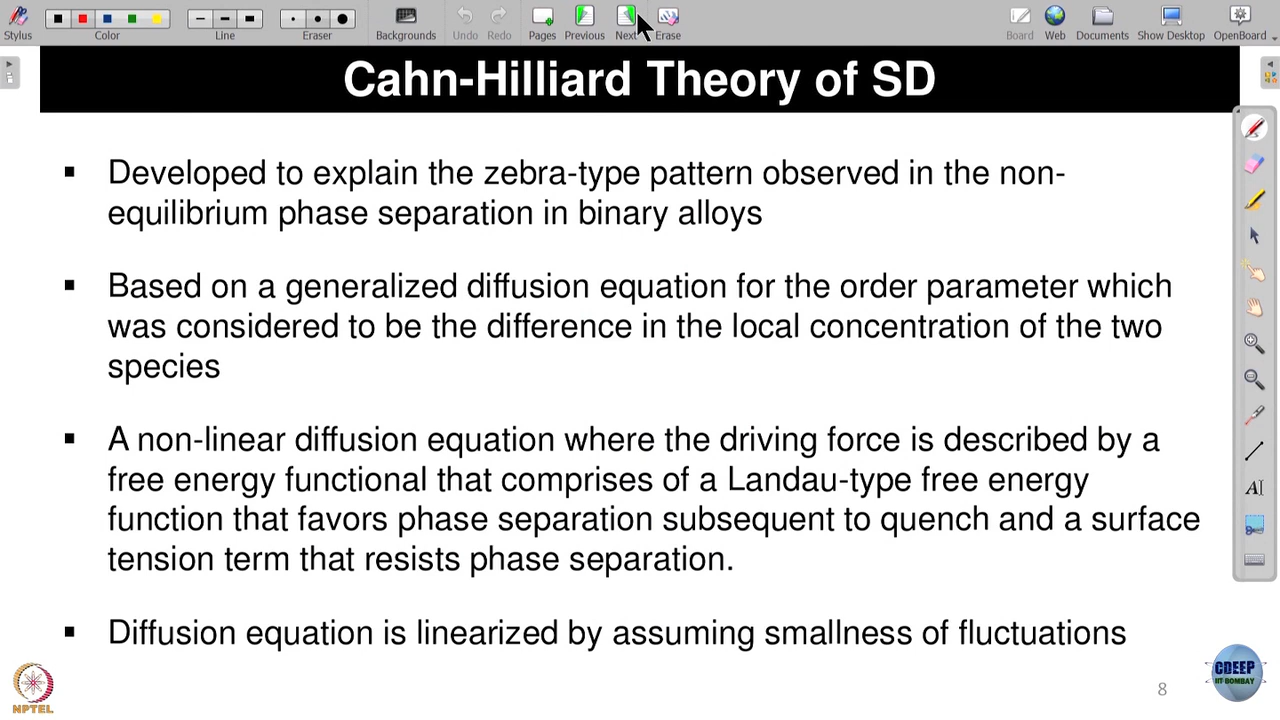 Stylus Color Line Eraser Backgrounds Undo Redo Pages Previous Next Erase Board Web Documents Show Desktop OpenBoard
Cahn-Hilliard Theory of SD
▪ Developed to explain the zebra-type pattern observed in the non-
equilibrium phase separation in binary alloys
▪ Based on a generalized diffusion equation for the order parameter which
was considered to be the difference in the local concentration of the two
species
▪ A non-linear diffusion equation where the driving force is described by a
free energy functional that comprises of a Landau-type free energy
function that favors phase separation subsequent to quench and a surface
tension term that resists phase separation.
▪ Diffusion equation is linearized by assuming smallness of fluctuations
AI
NPTEL
8
CDEEP
IIT BOMBAY